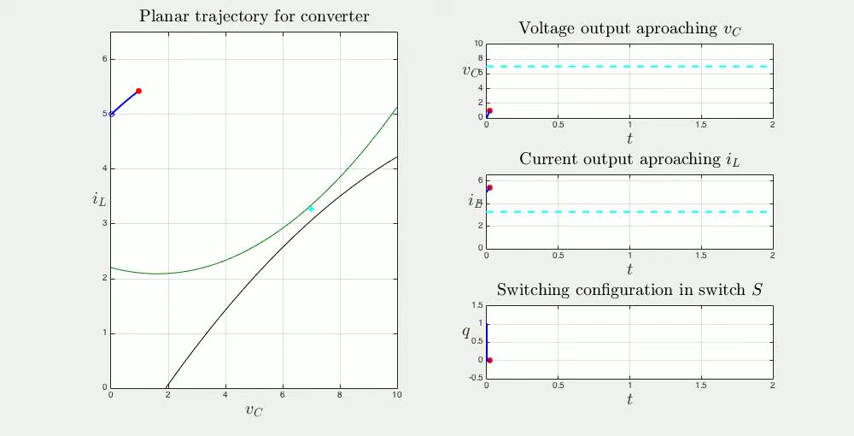 Planar trajectory for converter
6
5
4
3
2
1
0
i_L
0 2 4 6 8 10
v_C
Voltage output aproaching v_C
10
8
6
4
2
0
v_C
0 0.5 1 1.5 2
t
Current output aproaching i_L
6
4
2
0
i_L
0 0.5 1 1.5 2
t
Switching configuration in switch S
1.5
1
0.5
0
-0.5
q
0 0.5 1 1.5 2
t